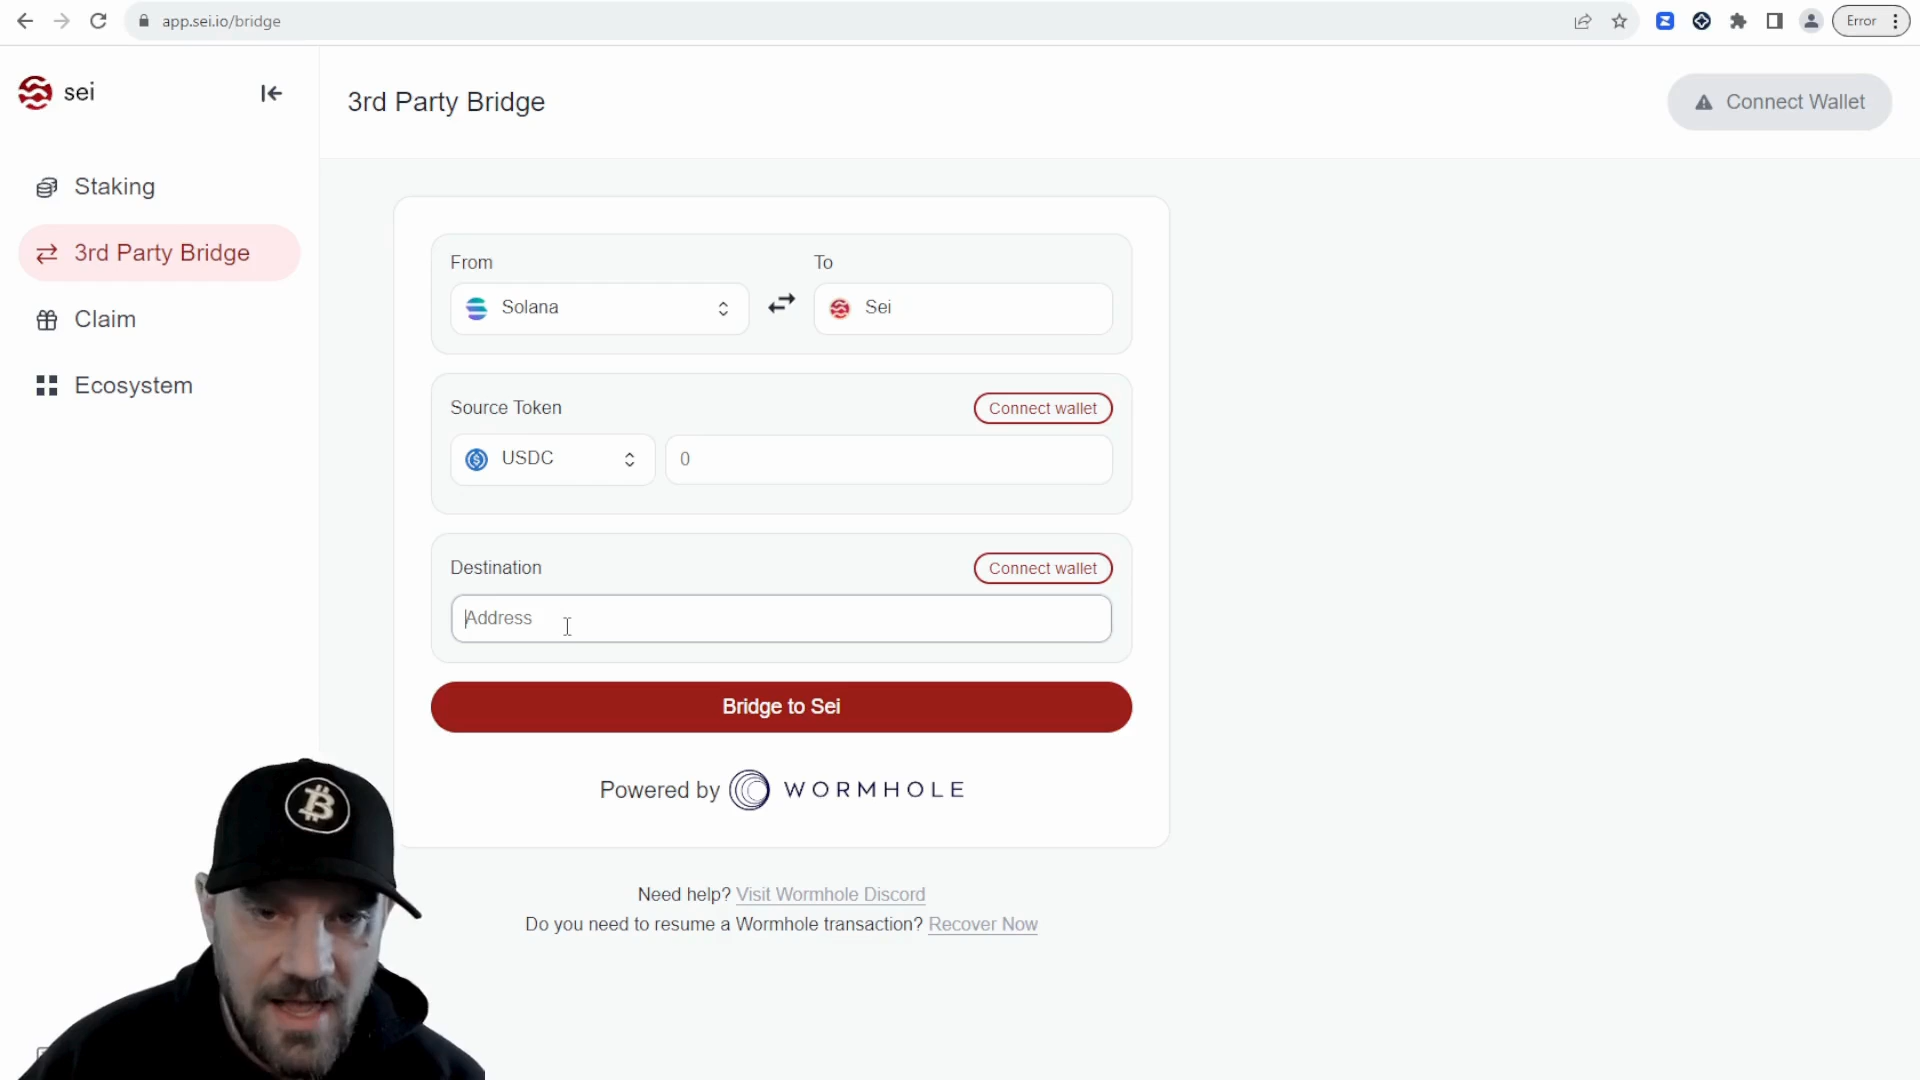 app.sei.io/bridge
Error
sei
3rd Party Bridge
Connect Wallet
Staking
3rd Party Bridge
Claim
Ecosystem
From
To
Solana
Sei
Source Token
Connect wallet
USDC
0
Destination
Connect wallet
Address
Bridge to Sei
Powered by WORMHOLE
Need help? Visit Wormhole Discord
Do you need to resume a Wormhole transaction? Recover Now